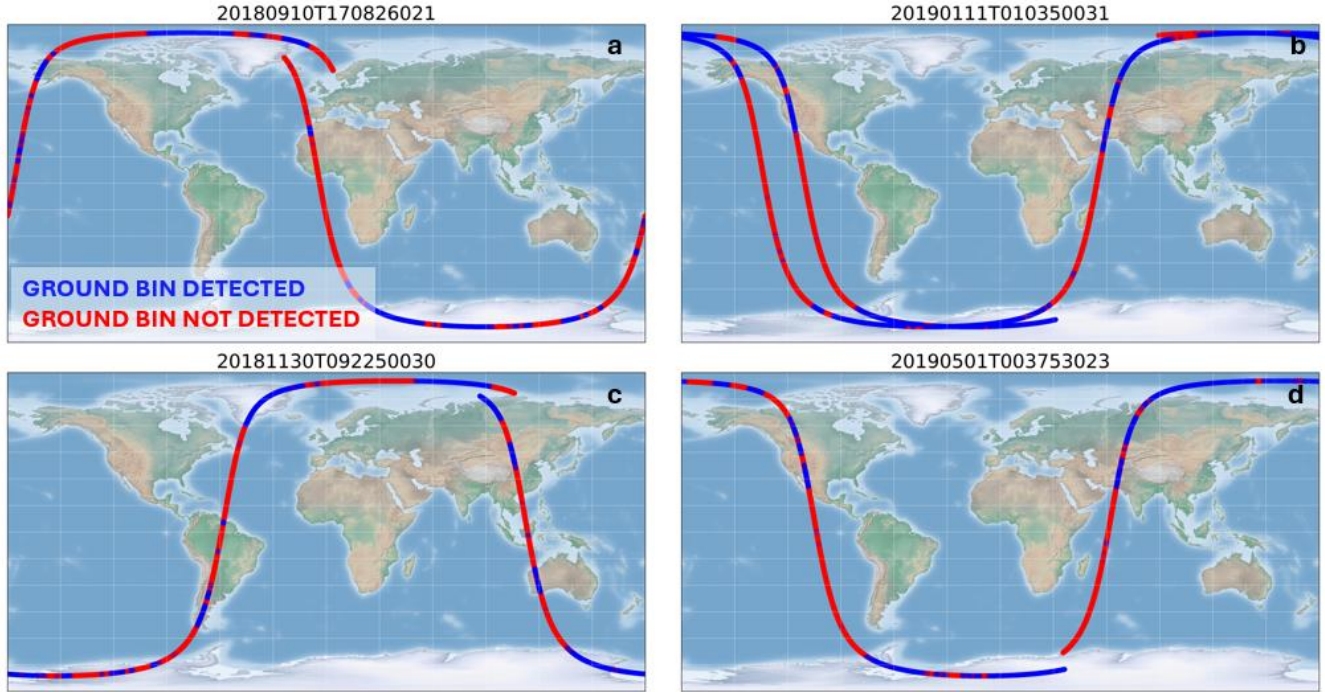 20180910T170826021
a
GROUND BIN DETECTED
GROUND BIN NOT DETECTED
20190111T010350031
b
20181130T092250030
c
20190501T003753023
d